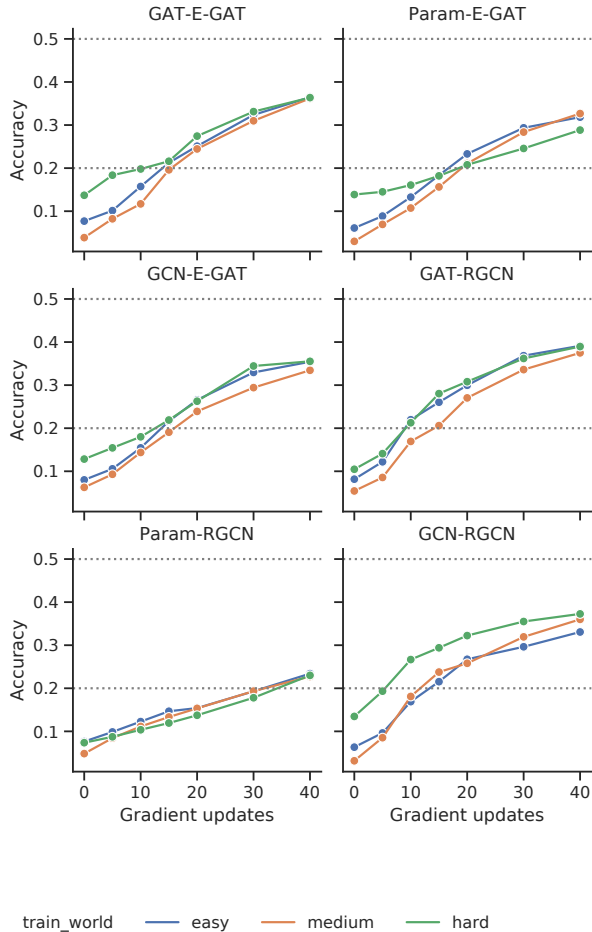 GAT-E-GAT
Param-E-GAT
0.5
0.4
0.3
0.2
0.1
Accuracy
GCN-E-GAT
GAT-RGCN
0.5
0.4
0.3
0.2
0.1
Accuracy
Param-RGCN
GCN-RGCN
0.5
0.4
0.3
0.2
0.1
Accuracy
0 10 20 30 40
0 10 20 30 40
Gradient updates
Gradient updates
train_world easy medium hard